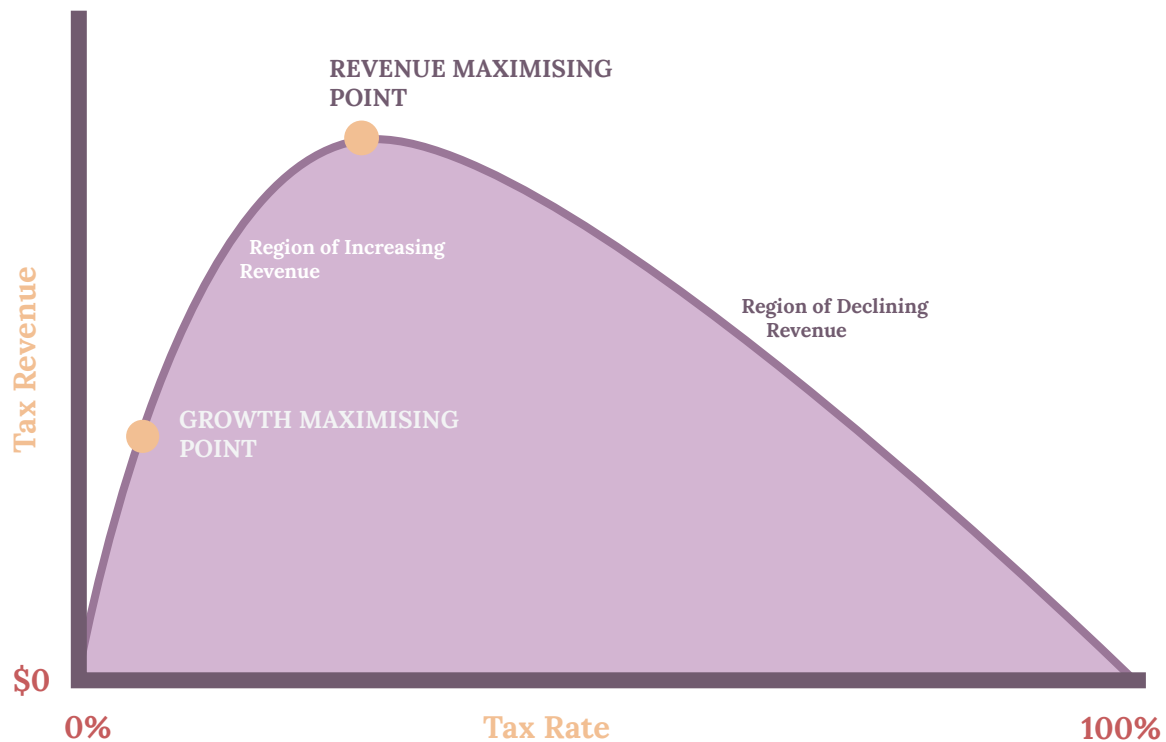 REVENUE MAXIMISING
POINT
Region of Increasing
Revenue
Region of Declining
Revenue
GROWTH MAXIMISING
POINT
Tax Revenue
$0
0%
Tax Rate
100%